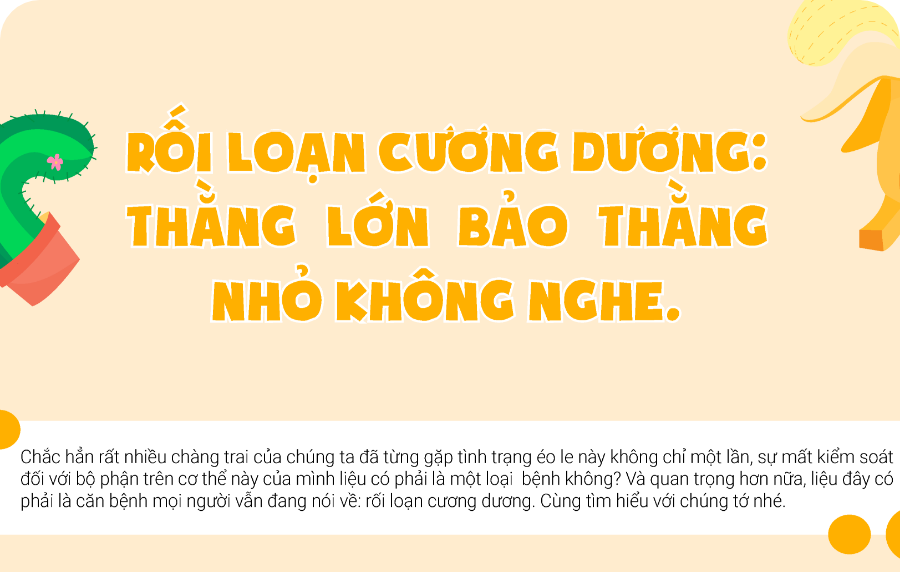 RỐI LOẠN CƯƠNG DƯƠNG:
THẰNG LỚN BẢO THẰNG
NHỎ KHÔNG NGHE.
Chắc hẳn rất nhiều chàng trai của chúng ta đã từng gặp tình trạng éo le này không chỉ một lần, sự mất kiểm soát
đối với bộ phận trên cơ thể này của mình liệu có phải là một loại bệnh không? Và quan trọng hơn nữa, liệu đây có
phải là căn bệnh mọi người vẫn đang nói về: rối loạn cương dương. Cùng tìm hiểu với chúng tớ nhé.